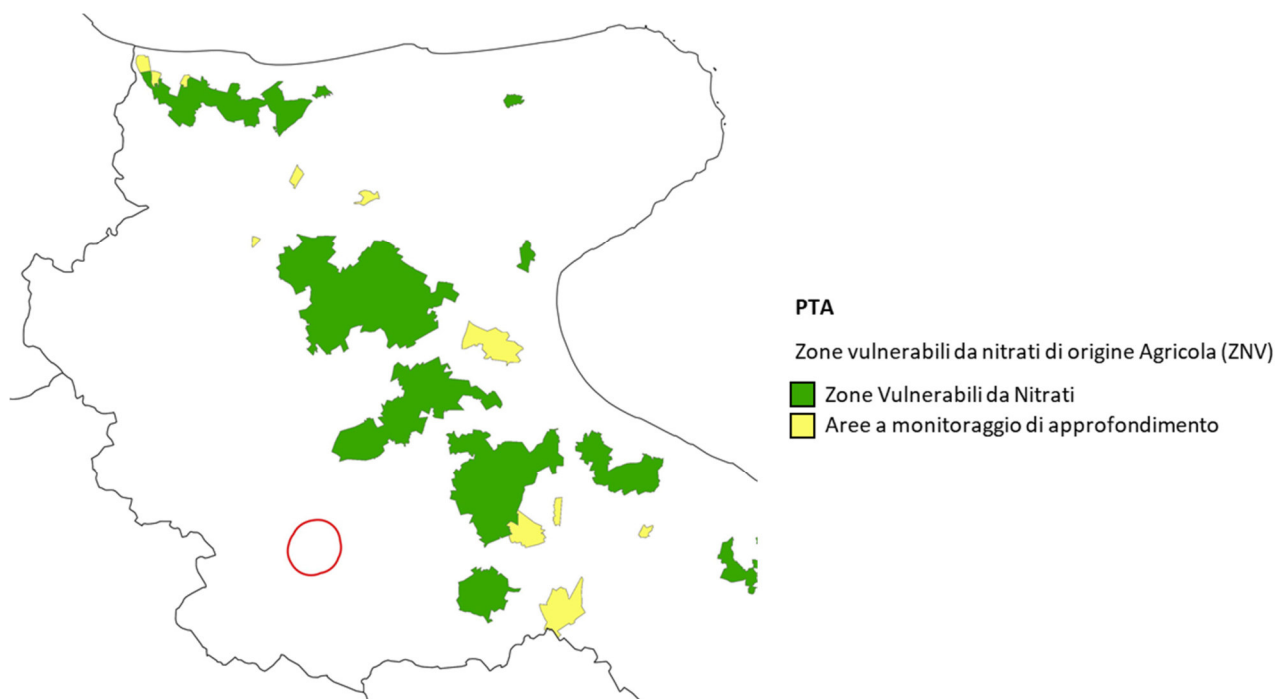 PTA
Zone vulnerabili da nitrati di origine Agricola (ZNV)
Zone Vulnerabili da Nitrati
Aree a monitoraggio di approfondimento